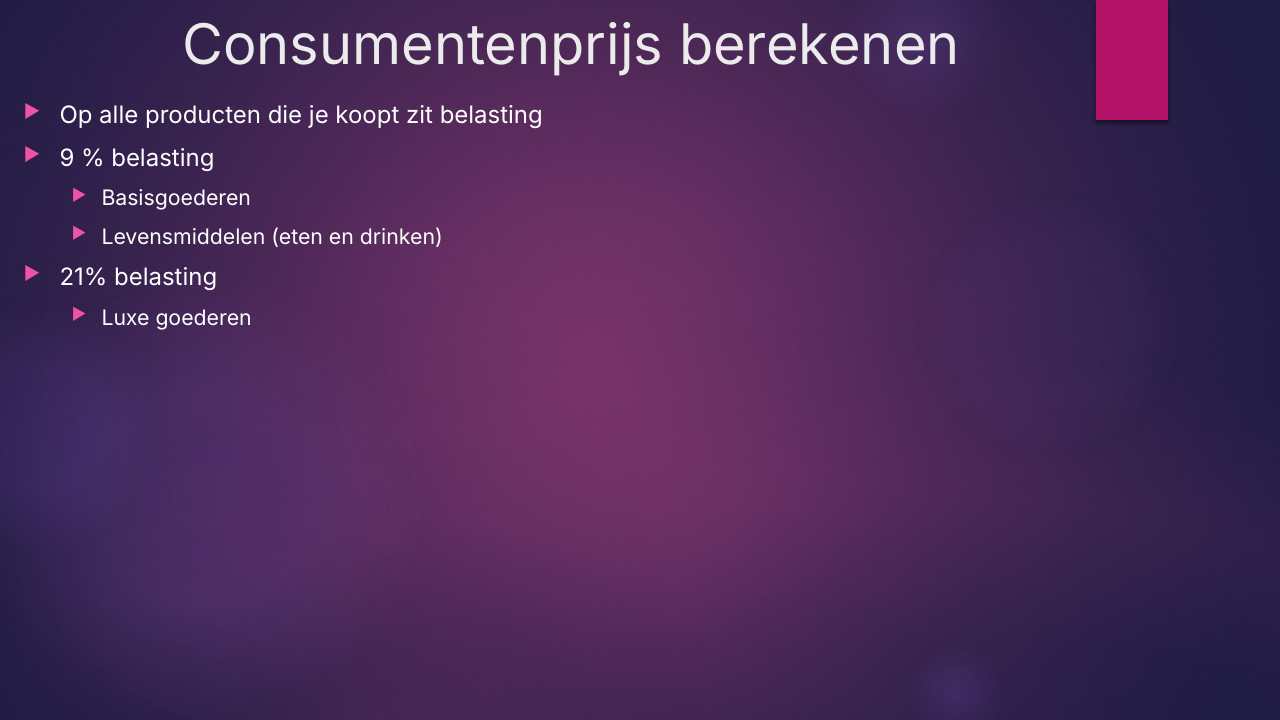 Consumentenprijs berekenen
Op alle producten die je koopt zit belasting
9 % belasting
Basisgoederen
Levensmiddelen (eten en drinken)
21% belasting
Luxe goederen